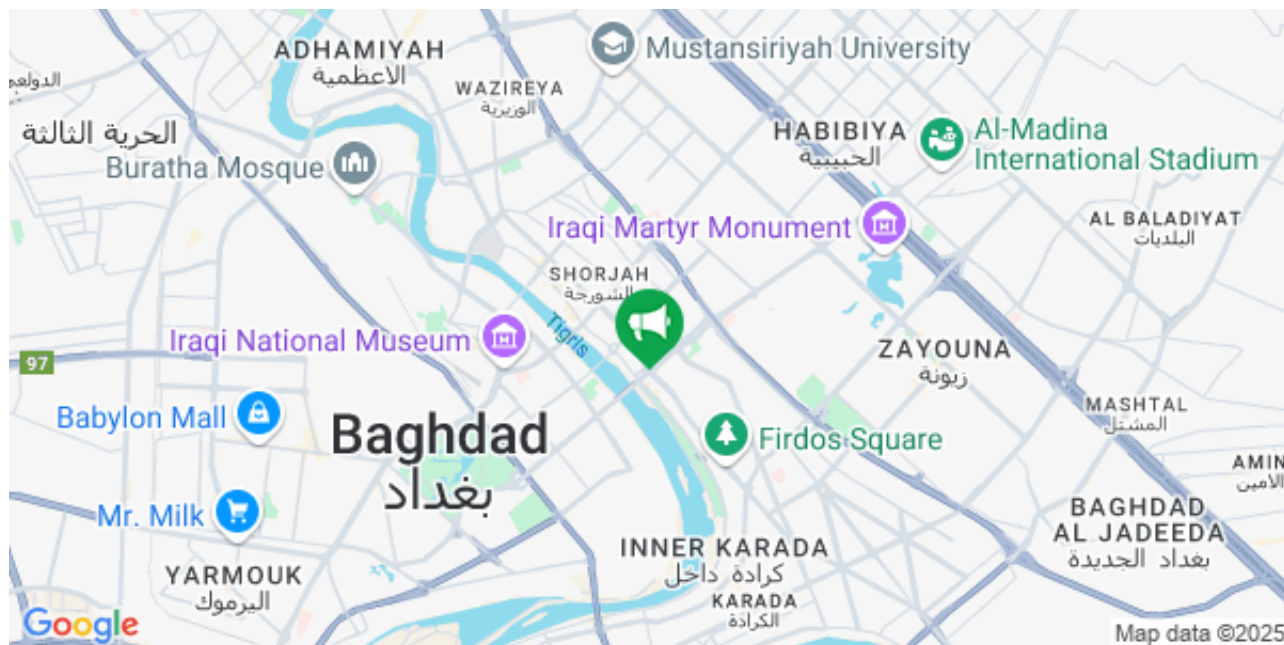 ADHAMIYAH
الاعظمية
Mustansiriyah University
WAZIREYA
الوزيرية
الحرية الثالثة
Buratha Mosque
HABIBIYA
الحبيبية
Al-Madina
International Stadium
Iraqi Martyr Monument
AL BALADIYAT
البلديات
SHORJAH
الشورجة
Tigris
Iraqi National Museum
97
ZAYOUNA
زيونة
Babylon Mall
Baghdad
بغداد
Firdos Square
MASHTAL
المشتل
AMIN
الامين
Mr. Milk
BAGHDAD
AL JADEEDA
بغداد الجديدة
INNER KARADA
كرادة داخل
YARMOUK
اليرموك
KARADA
الكرادة
Google
Map data ©2025